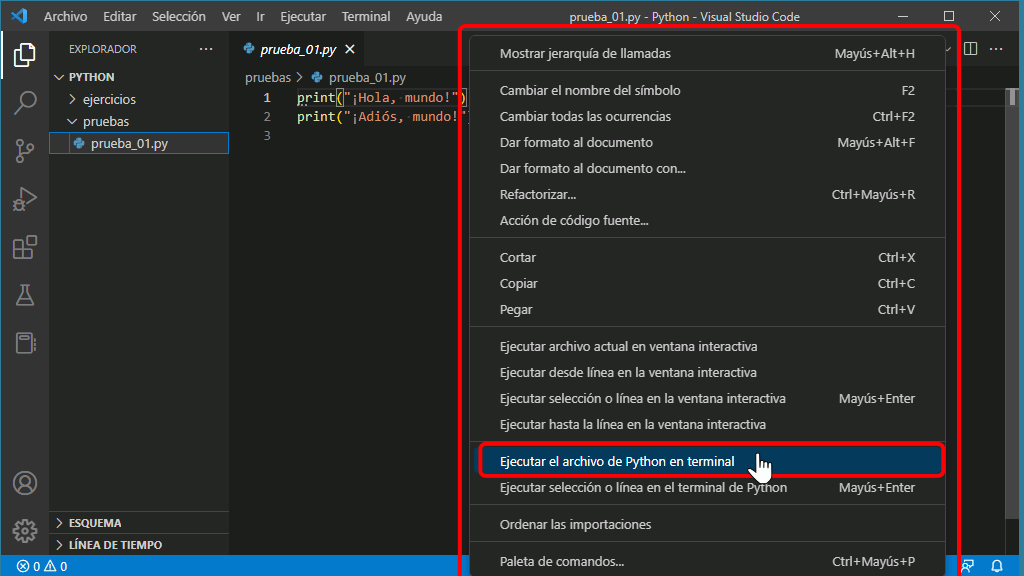 Archivo Editar Selección Ver Ir Ejecutar Terminal Ayuda prueba_01.py - Python - Visual Studio Code
EXPLORADOR
PYTHON
ejercicios
pruebas
prueba_01.py
ESQUEMA
LÍNEA DE TIEMPO
prueba_01.py
pruebas > prueba_01.py
1 print("¡Hola, mundo!")
2 print("¡Adiós, mundo!"
3
Mostrar jerarquía de llamadas Mayús+Alt+H
Cambiar el nombre del símbolo F2
Cambiar todas las ocurrencias Ctrl+F2
Dar formato al documento Mayús+Alt+F
Dar formato al documento con...
Refactorizar... Ctrl+Mayús+R
Acción de código fuente...
Cortar Ctrl+X
Copiar Ctrl+C
Pegar Ctrl+V
Ejecutar archivo actual en ventana interactiva
Ejecutar desde línea en la ventana interactiva
Ejecutar selección o línea en la ventana interactiva Mayús+Enter
Ejecutar hasta la línea en la ventana interactiva
Ejecutar el archivo de Python en terminal
Ejecutar selección o línea en el terminal de Python Mayús+Enter
Ordenar las importaciones
Paleta de comandos... Ctrl+Mayús+P
0 0